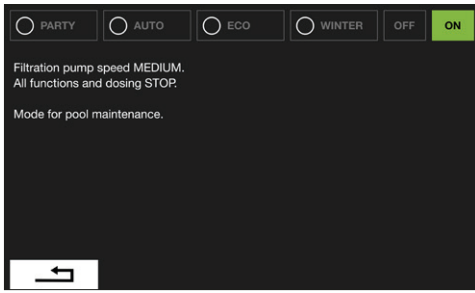 PARTY AUTO ECO WINTER OFF ON
Filtration pump speed MEDIUM.
All functions and dosing STOP.
Mode for pool maintenance.